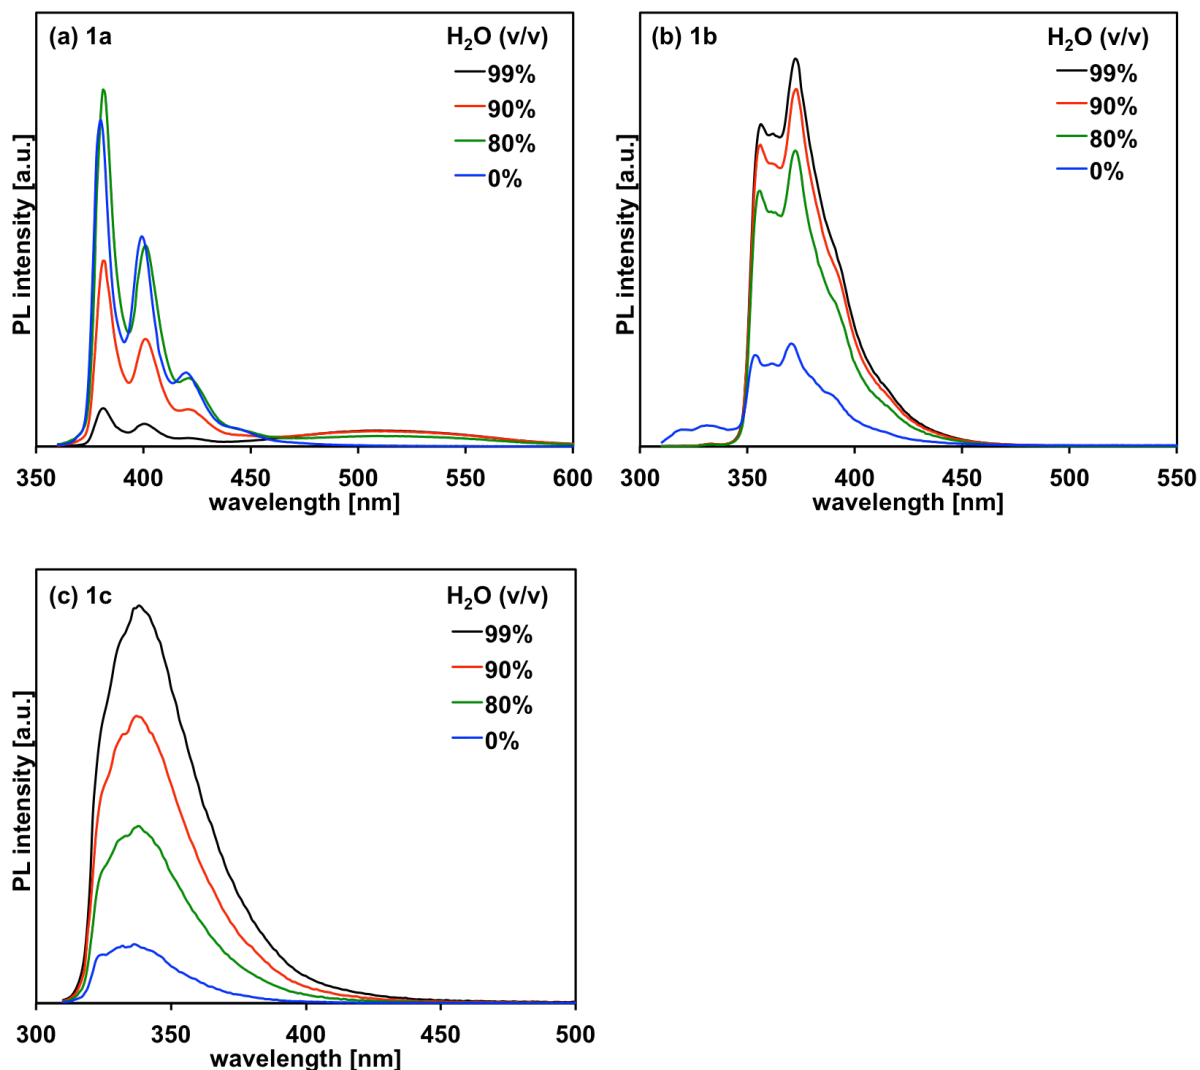 (a) 1a
H₂O (v/v)
99%
90%
80%
0%
PL intensity [a.u.]
350 400 450 500 550 600
wavelength [nm]
(b) 1b
H₂O (v/v)
99%
90%
80%
0%
PL intensity [a.u.]
300 350 400 450 500 550
wavelength [nm]
(c) 1c
H₂O (v/v)
99%
90%
80%
0%
PL intensity [a.u.]
300 350 400 450 500
wavelength [nm]